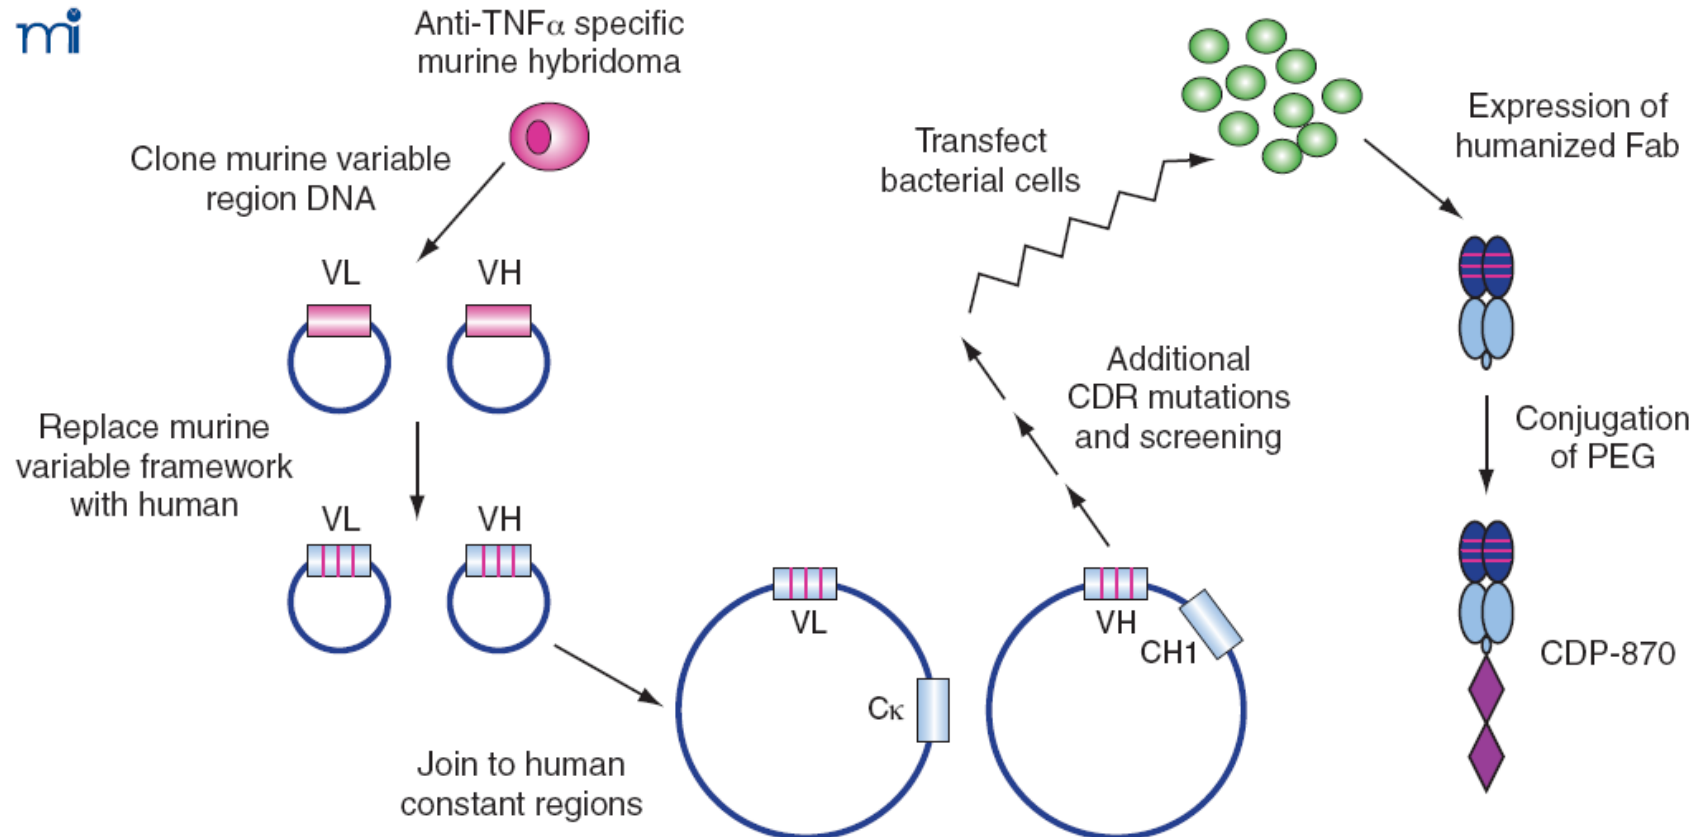 mi
Anti-TNFα specific
murine hybridoma
Clone murine variable
region DNA
VL
VH
Replace murine
variable framework
with human
VL
VH
Join to human
constant regions
VL
Cκ
VH
CH1
Additional
CDR mutations
and screening
Transfect
bacterial cells
Expression of
humanized Fab
Conjugation
of PEG
CDP-870